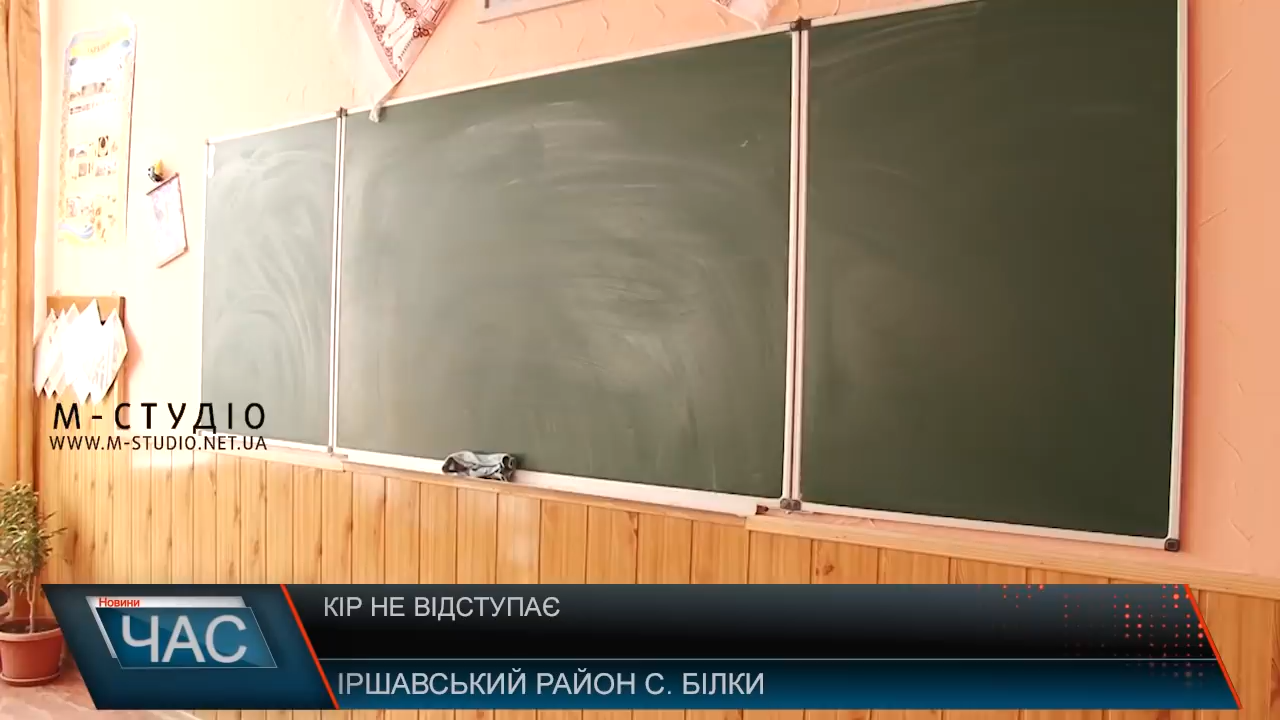 М-СТУДІО
WWW.M-STUDIO.NET.UA
Новини
ЧАС
КІР НЕ ВІДСТУПАЄ
ІРШАВСЬКИЙ РАЙОН С. БІЛКИ